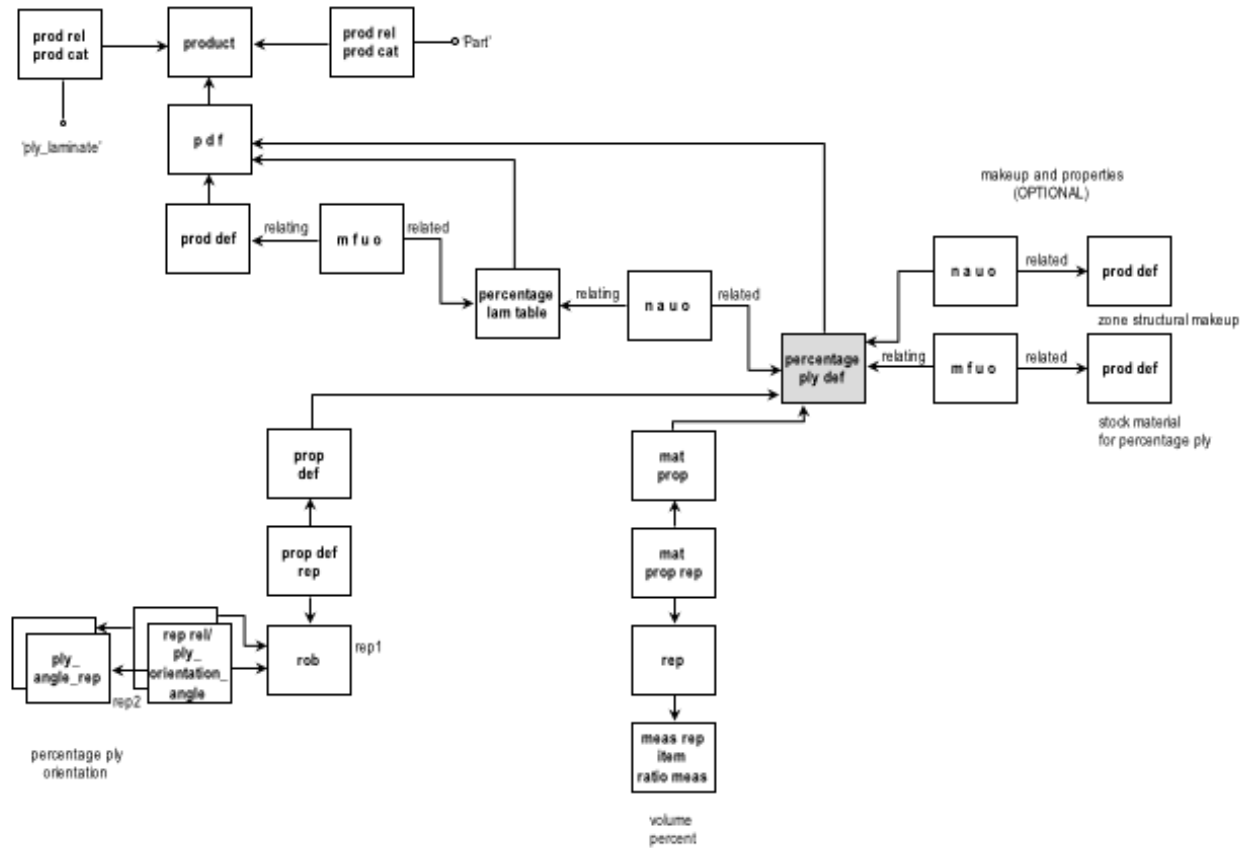 prod rel
prod cat
product
prod rel
prod cat
'Part'
'ply_laminate'
p d f
makeup and properties
(OPTIONAL)
prod def
relating
m f u o
related
percentage
lam table
relating
n a u o
related
n a u o
related
prod def
zone structural makeup
percentage
ply def
relating
m f u o
related
prod def
stock material
for percentage ply
prop
def
mat
prop
prop def
rep
mat
prop rep
ply_
angle_rep
rep2
rep rel/
ply_
orientation_
angle
rob
rep1
rep
percentage ply
orientation
meas rep
item
ratio meas
volume
percent